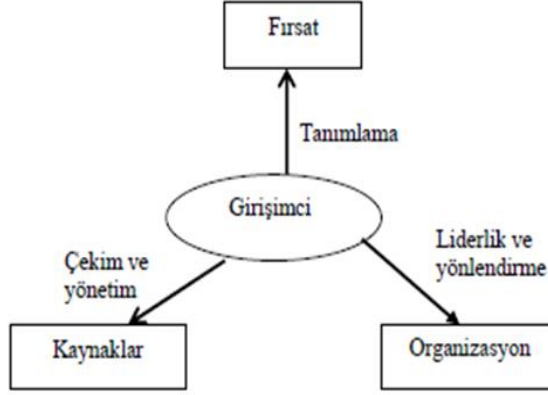 Fırsat
Tanımlama
Girişimci
Çekim ve
yönetim
Liderlik ve
yönlendirme
Kaynaklar
Organizasyon